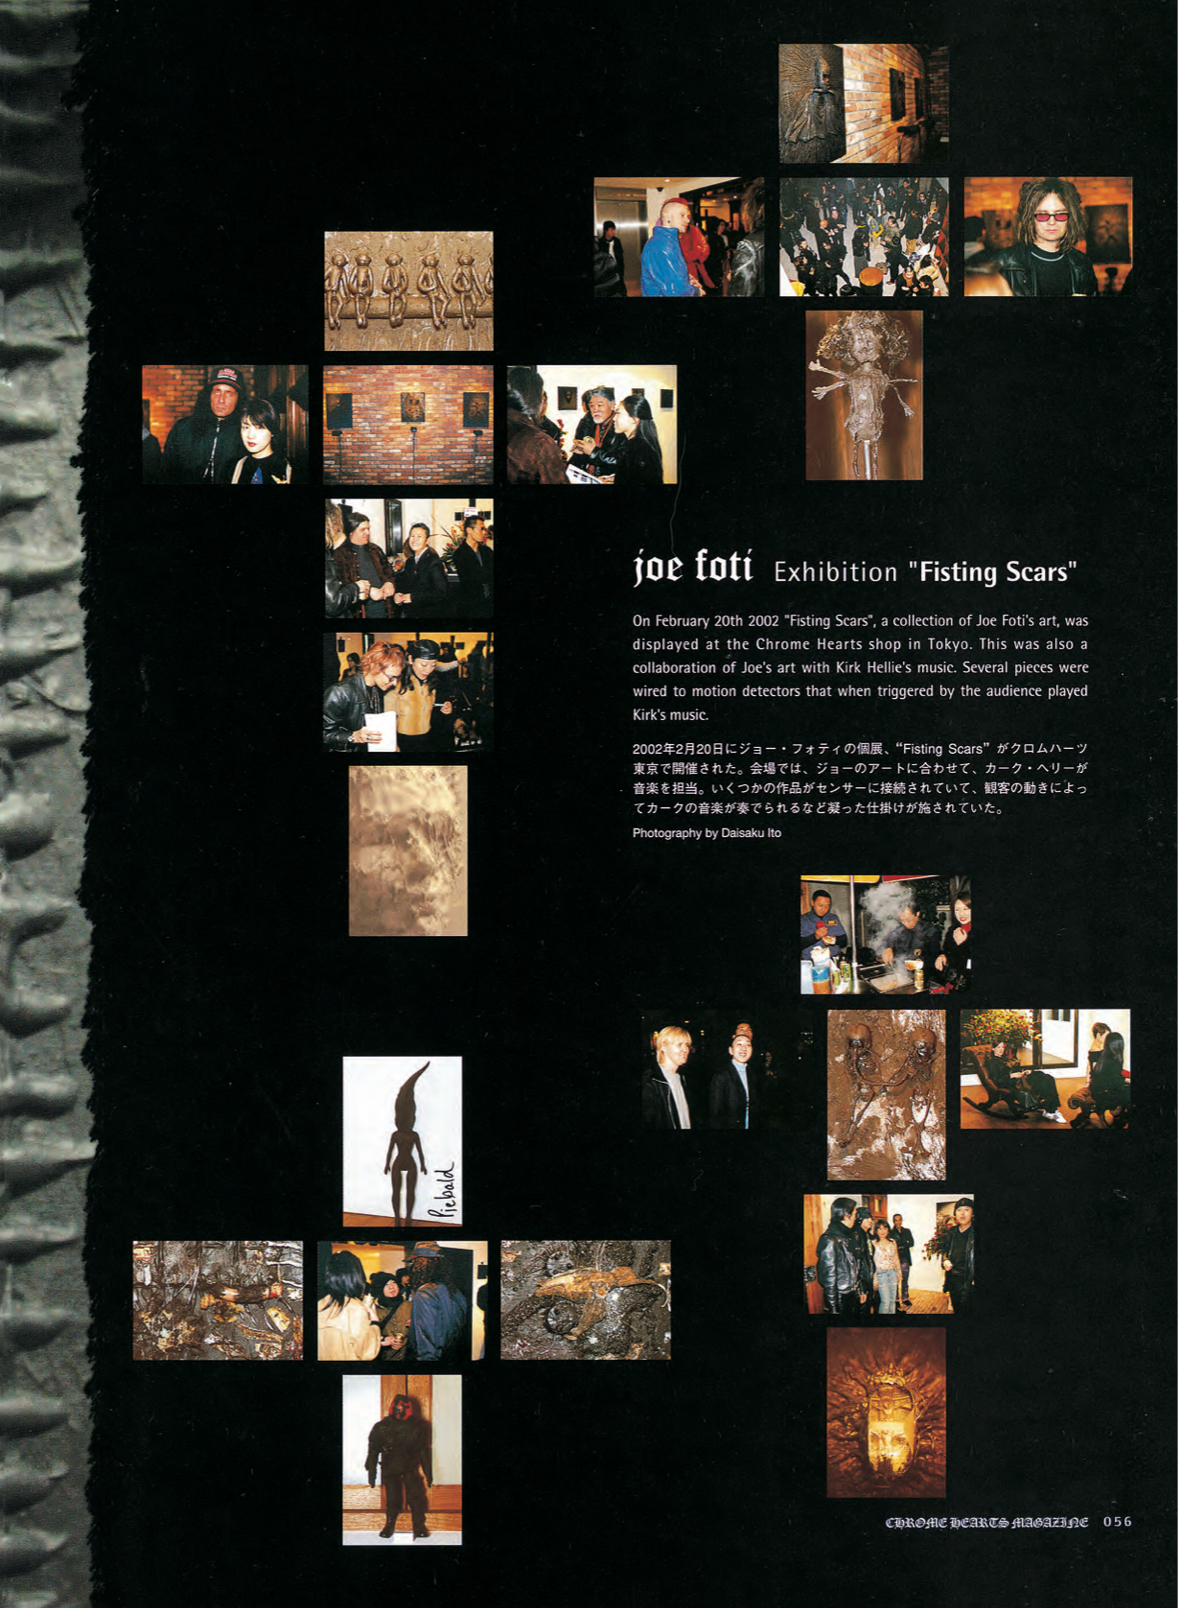 joe foti Exhibition "Fisting Scars"
On February 20th 2002 "Fisting Scars", a collection of Joe Foti's art, was
displayed at the Chrome Hearts shop in Tokyo. This was also a
collaboration of Joe's art with Kirk Hellie's music. Several pieces were
wired to motion detectors that when triggered by the audience played
Kirk's music.
2002年2月20日にジョー・フォティの個展、“Fisting Scars” がクロムハーツ
東京で開催された。会場では、ジョーのアートに合わせて、カーク・ヘリーが
音楽を担当。いくつかの作品がセンサーに接続されていて、観客の動きによっ
てカークの音楽が奏でられるなど凝った仕掛けが施されていた。
Photography by Daisaku Ito
Piebald
CHROME HEARTS MAGAZINE 056